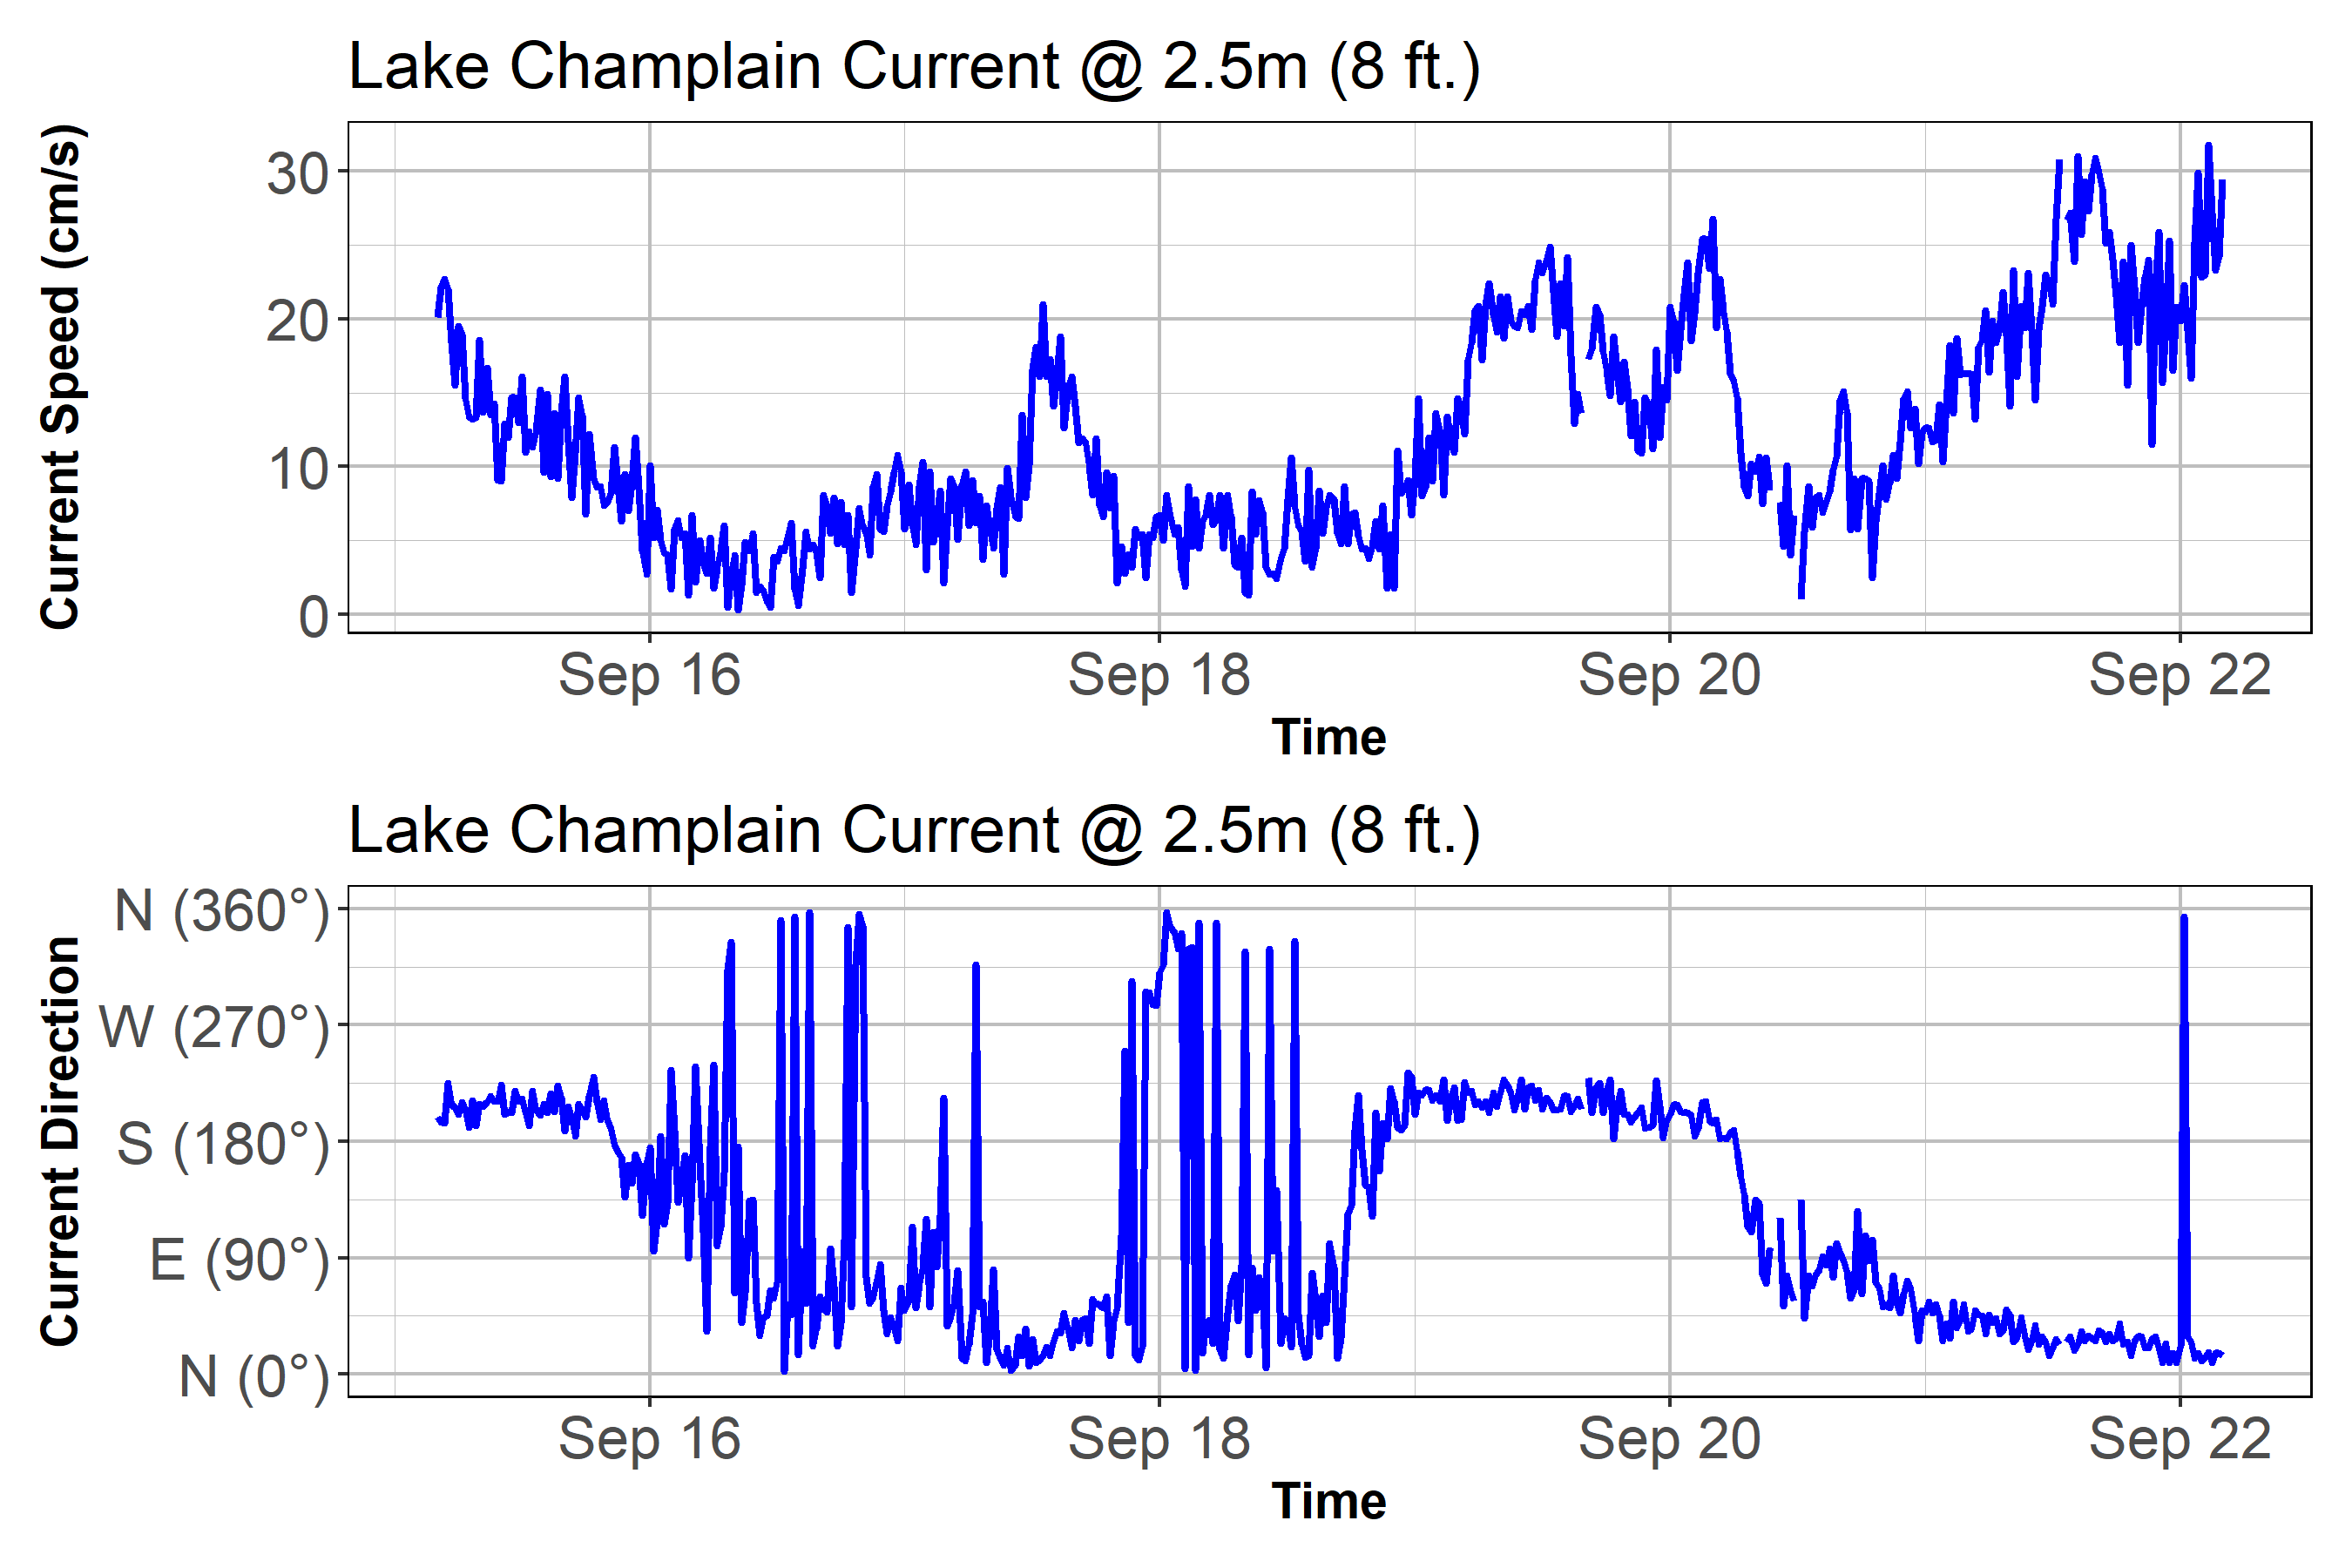 Lake Champlain Current @ 2.5m (8 ft.)
Current Speed (cm/s)
30
20
10
0
Sep 16 Sep 18 Sep 20 Sep 22
Time
Lake Champlain Current @ 2.5m (8 ft.)
Current Direction
N (360°)
W (270°)
S (180°)
E (90°)
N (0°)
Sep 16 Sep 18 Sep 20 Sep 22
Time